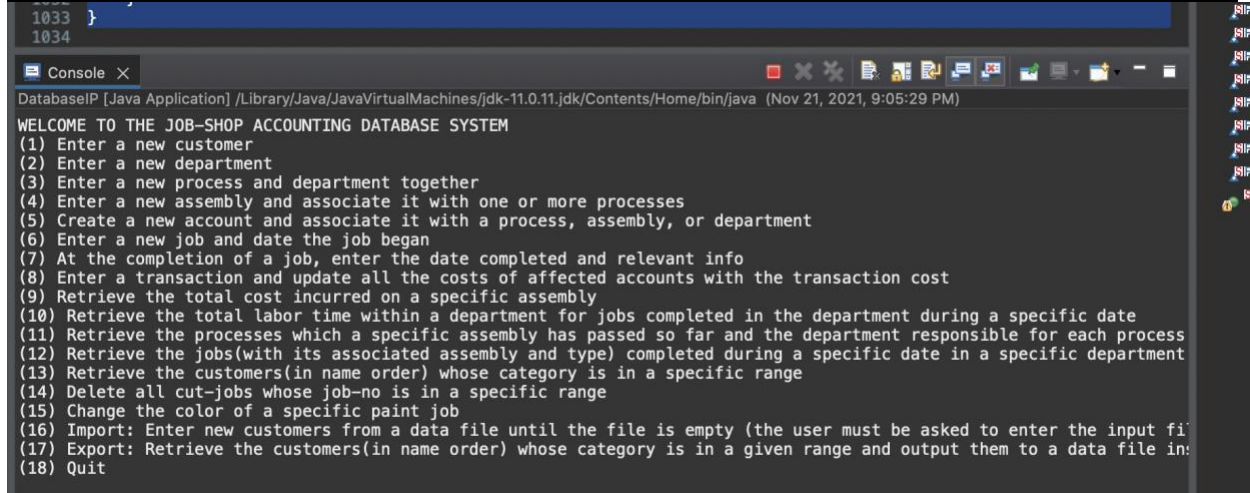 1033 }
1034
Console
DatabaseIP [Java Application] /Library/Java/JavaVirtualMachines/jdk-11.0.11.jdk/Contents/Home/bin/java (Nov 21, 2021, 9:05:29 PM)
WELCOME TO THE JOB-SHOP ACCOUNTING DATABASE SYSTEM
(1) Enter a new customer
(2) Enter a new department
(3) Enter a new process and department together
(4) Enter a new assembly and associate it with one or more processes
(5) Create a new account and associate it with a process, assembly, or department
(6) Enter a new job and date the job began
(7) At the completion of a job, enter the date completed and relevant info
(8) Enter a transaction and update all the costs of affected accounts with the transaction cost
(9) Retrieve the total cost incurred on a specific assembly
(10) Retrieve the total labor time within a department for jobs completed in the department during a specific date
(11) Retrieve the processes which a specific assembly has passed so far and the department responsible for each process
(12) Retrieve the jobs(with its associated assembly and type) completed during a specific date in a specific department
(13) Retrieve the customers(in name order) whose category is in a specific range
(14) Delete all cut-jobs whose job-no is in a specific range
(15) Change the color of a specific paint job
(16) Import: Enter new customers from a data file until the file is empty (the user must be asked to enter the input
(17) Export: Retrieve the customers(in name order) whose category is in a given range and output them to a data file
(18) Quit